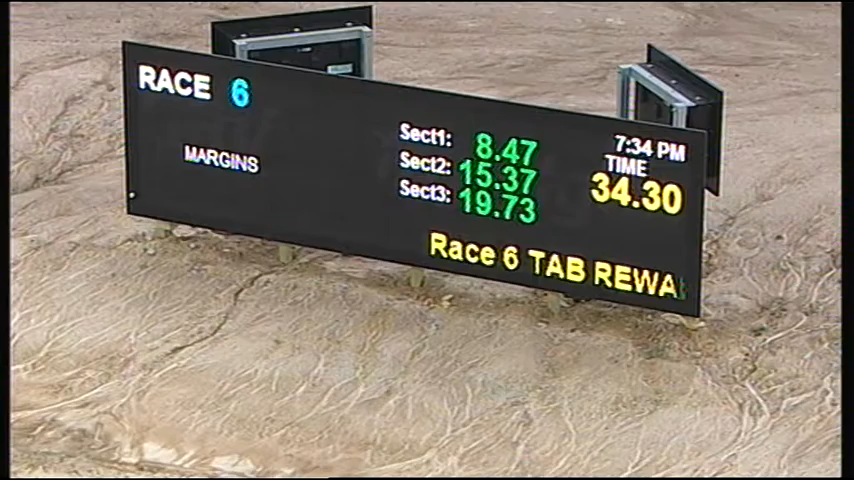 RACE 6
MARGINS
Sect1: 8.47
Sect2: 15.37
Sect3: 19.73
7:34 PM
TIME
34.30
Race 6 TAB REWA